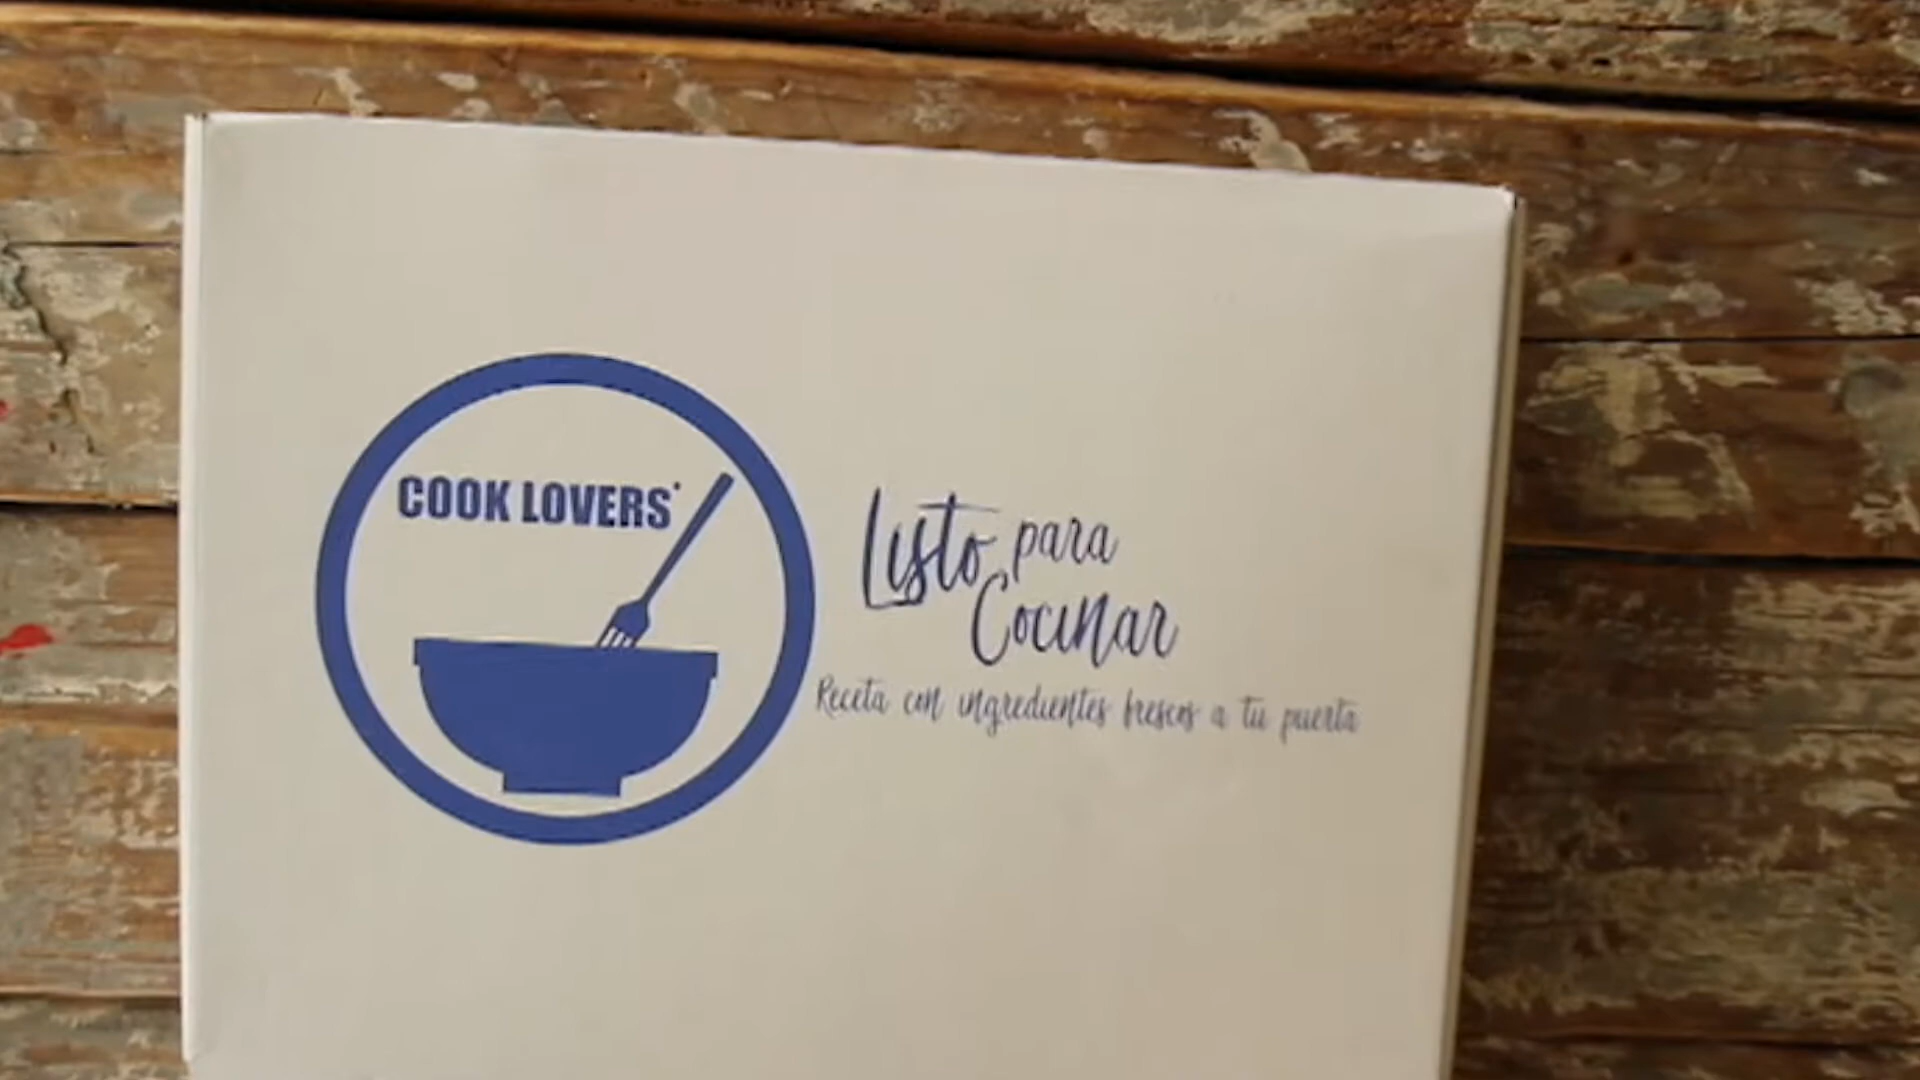 COOK LOVERS
Listo para
Cocinar
Receta con ingredientes frescos a tu puerta